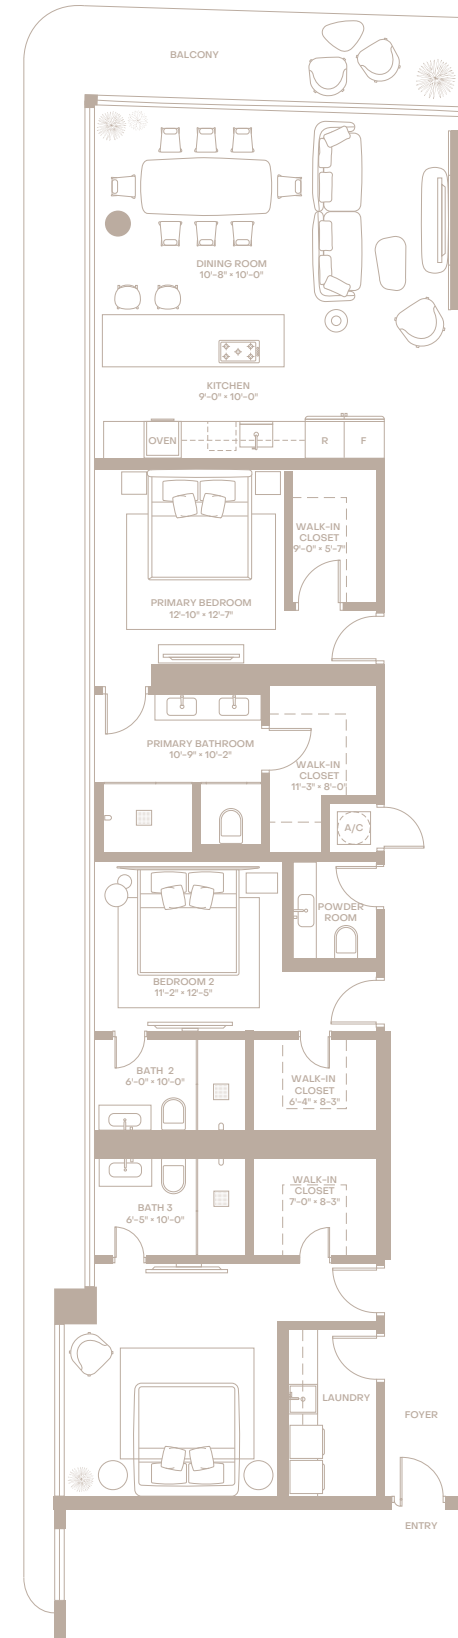 BALCONY
DINING ROOM
10'-8" × 10'-0"
KITCHEN
9'-0" × 10'-0"
OVEN
R
F
WALK-IN
CLOSET
9'-0" × 5'-7"
PRIMARY BEDROOM
12'-10" × 12'-7"
PRIMARY BATHROOM
10'-9" × 10'-2"
WALK-IN
CLOSET
11'-3" × 8'-0"
A/C
POWDER
ROOM
BEDROOM 2
11'-2" × 12'-5"
BATH 2
6'-0" × 10'-0"
WALK-IN
CLOSET
6'-4" × 8-3"
WALK-IN
CLOSET
7'-0" × 8-3"
BATH 3
6'-5" × 10'-0"
LAUNDRY
FOYER
ENTRY